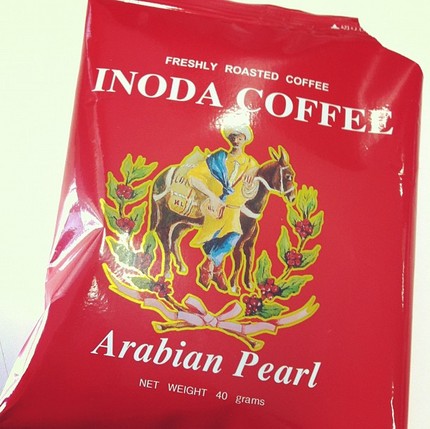 FRESHLY ROASTED COFFEE
INODA COFFEE
Arabian Pearl
NET WEIGHT 40 grams